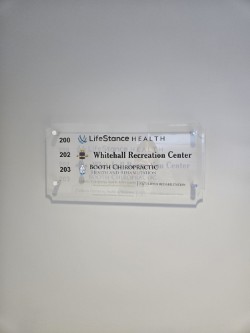 200 LifeStance HEALTH
202 Whitehall Recreation Center
203 BOOTH CHIROPRACTIC